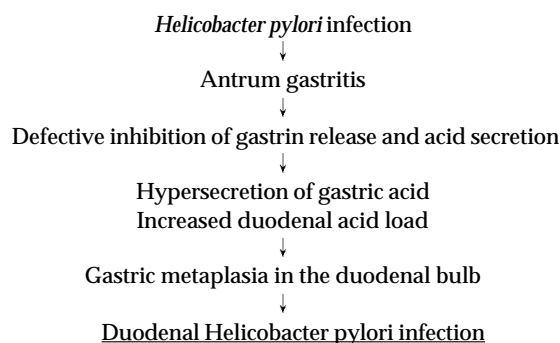 Helicobacter pylori infection
Antrum gastritis
Defective inhibition of gastrin release and acid secretion
Hypersecretion of gastric acid
Increased duodenal acid load
Gastric metaplasia in the duodenal bulb
Duodenal Helicobacter pylori infection